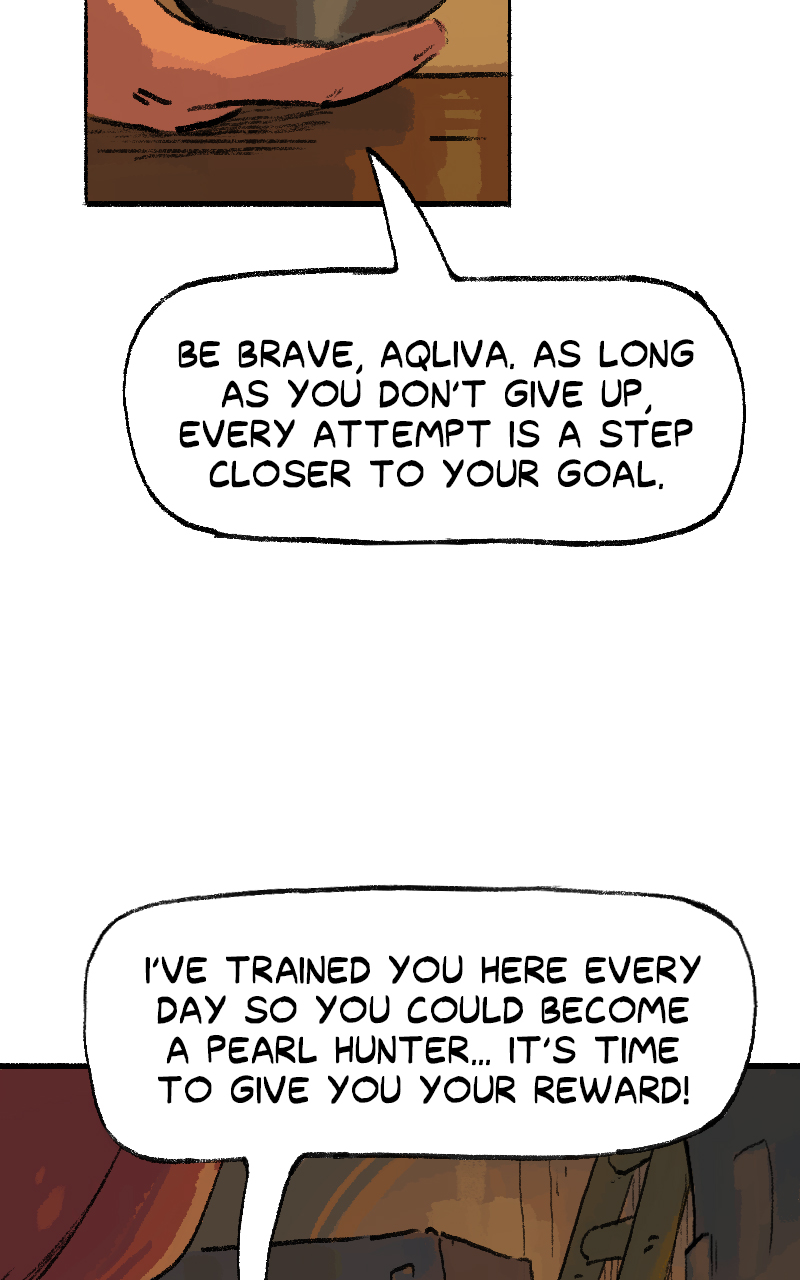 BE BRAVE, AQLIVA. AS LONG
AS YOU DON'T GIVE UP,
EVERY ATTEMPT IS A STEP
CLOSER TO YOUR GOAL.
I'VE TRAINED YOU HERE EVERY
DAY SO YOU COULD BECOME
A PEARL HUNTER... IT'S TIME
TO GIVE YOU YOUR REWARD!